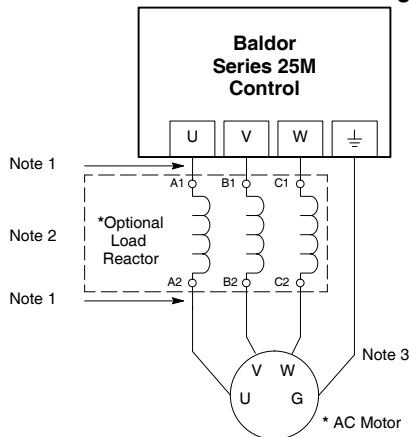 Baldor
Series 25M
Control
U V W
Note 1
A1 B1 C1
*Optional
Load
Reactor
Note 2
A2 B2 C2
Note 1
Note 3
V W
U G
* AC Motor